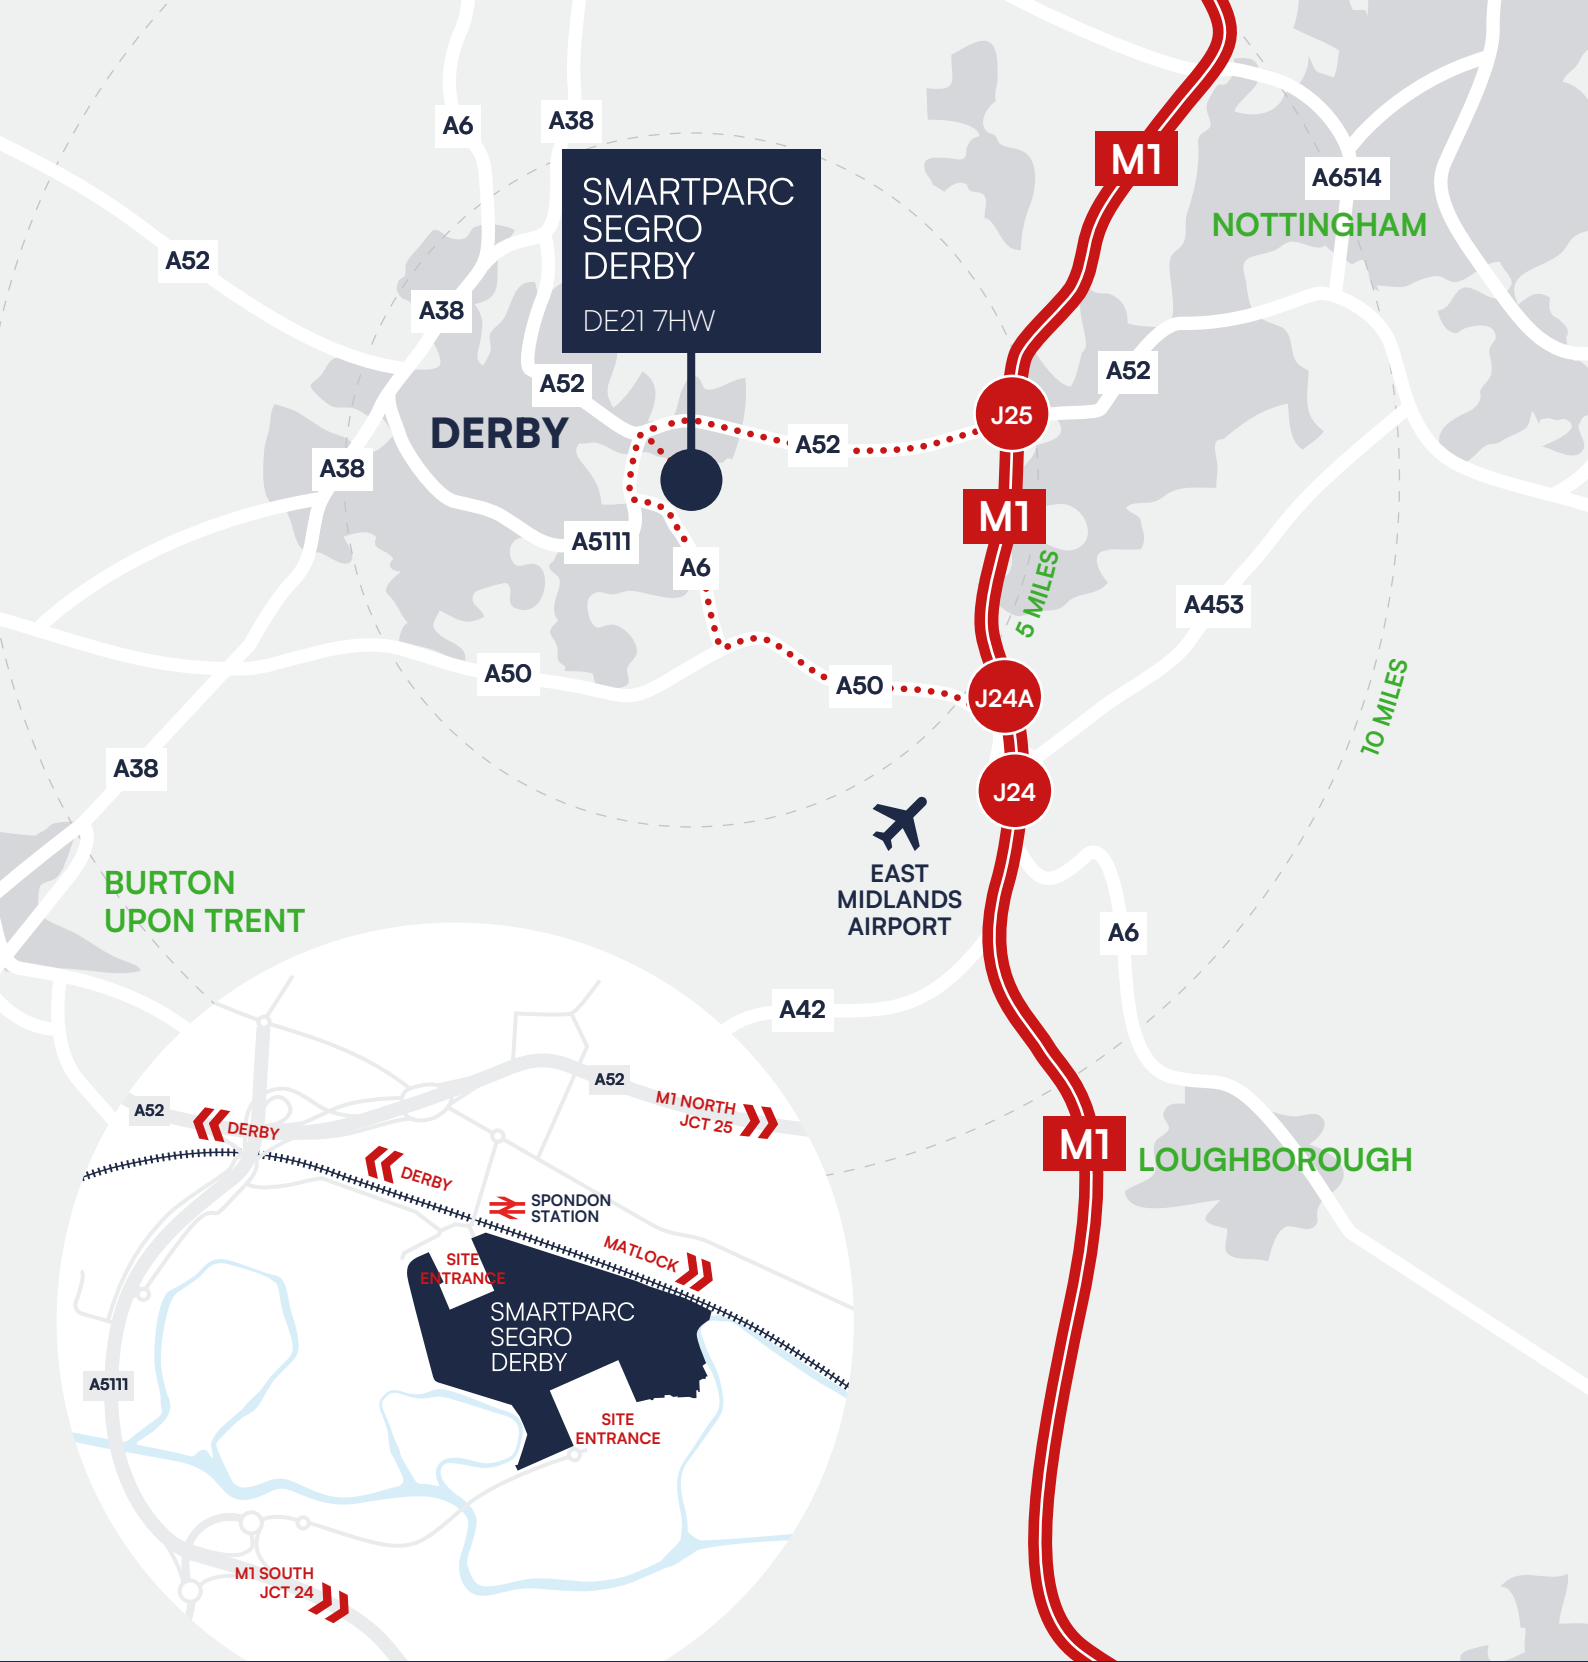 A6
A38
M1
SMARTPARC
SEGRO
DERBY
DE21 7HW
A6514
NOTTINGHAM
A52
A38
A52
A52
J25
DERBY
A52
A38
M1
A5111
A6
5 MILES
A453
A50
A50
J24A
10 MILES
A38
J24
EAST
MIDLANDS
AIRPORT
BURTON
UPON TRENT
A6
A42
A52
M1 NORTH
JCT 25
A52
DERBY
M1
LOUGHBOROUGH
DERBY
SPONDON
STATION
MATLOCK
SITE
ENTRANCE
SMARTPARC
SEGRO
DERBY
A5111
SITE
ENTRANCE
M1 SOUTH
JCT 24